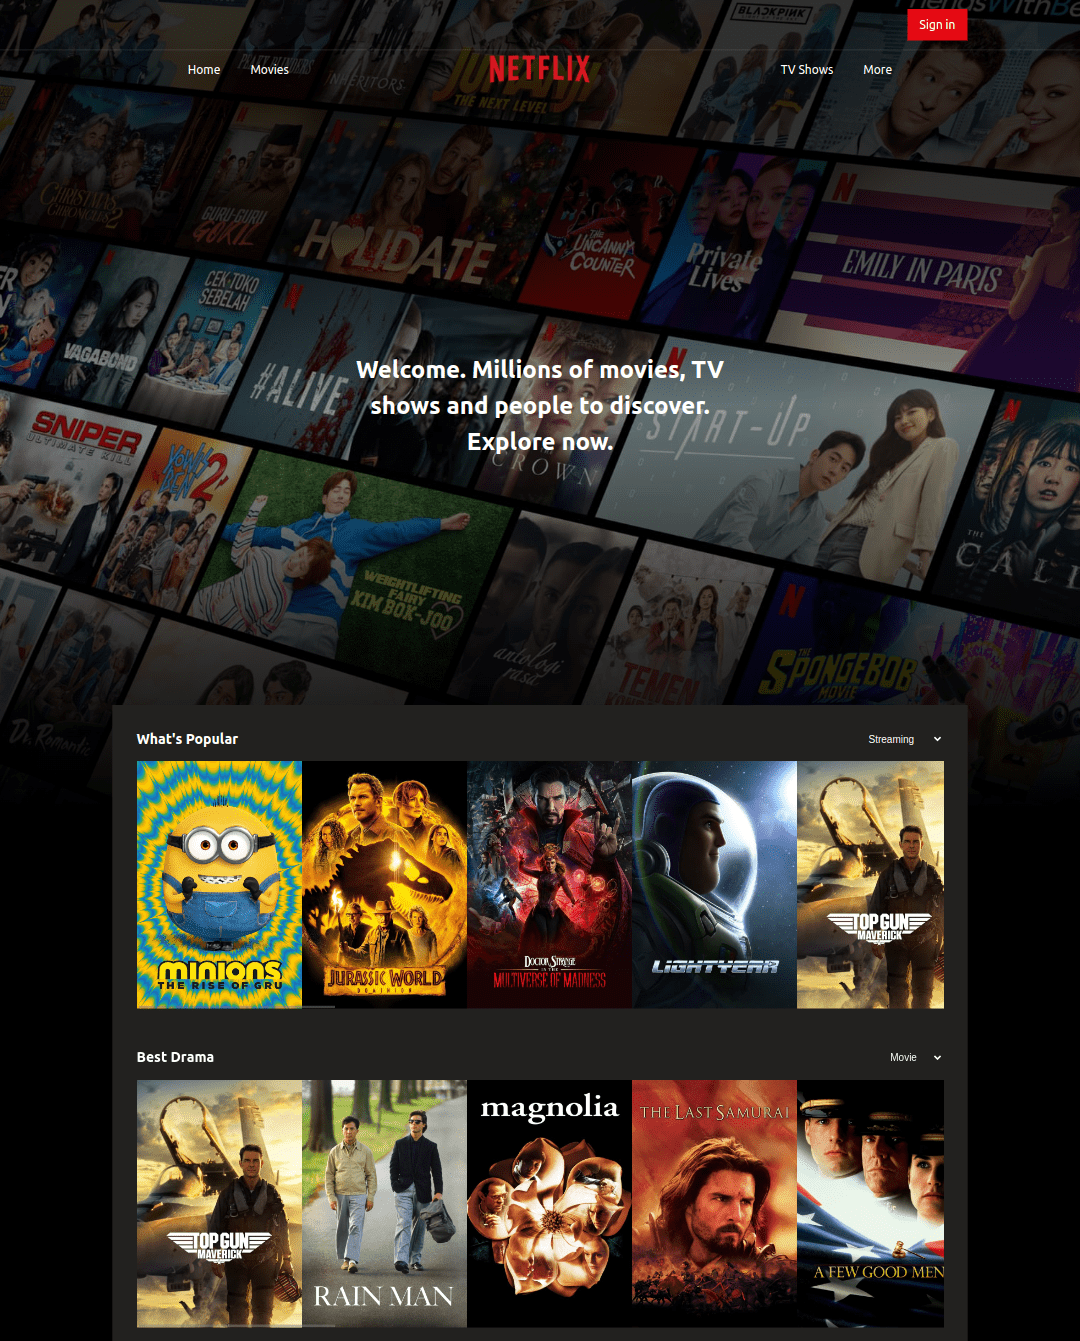 BLACKPINK
Sign in
Home
Movies
NETFLIX
TV Shows
More
INHERITORS
JUMANJI
THE NEXT LEVEL
THE
CHRISTMAS
CHRONICLES 2
GURU-GURU
GOKIL
HOLIDATE
THE
UNCANNY
COUNTER
Private
Lives
EMILY IN PARIS
VAGABOND
CEK TOKO
SEBELAH
#ALIVE
Welcome. Millions of movies, TV
shows and people to discover.
Explore now.
CROWN
START-UP
SNIPER
ULTIMATE KILL
YOWIS
BEN 2
WEIGHTLIFTING
FAIRY
KIM BOK-JOO
THE
CALL
antologi
rasa
TEMEN
THE
SPONGEBOB
MOVIE
Dr. Romantic
What's Popular
Streaming
MINIONS
THE RISE OF GRU
JURASSIC WORLD
DOMINION
DOCTOR STRANGE
IN THE
MULTIVERSE OF MADNESS
LIGHTYEAR
TOP GUN
MAVERICK
Best Drama
Movie
TOP GUN
MAVERICK
RAIN MAN
magnolia
THE LAST SAMURAI
A FEW GOOD MEN